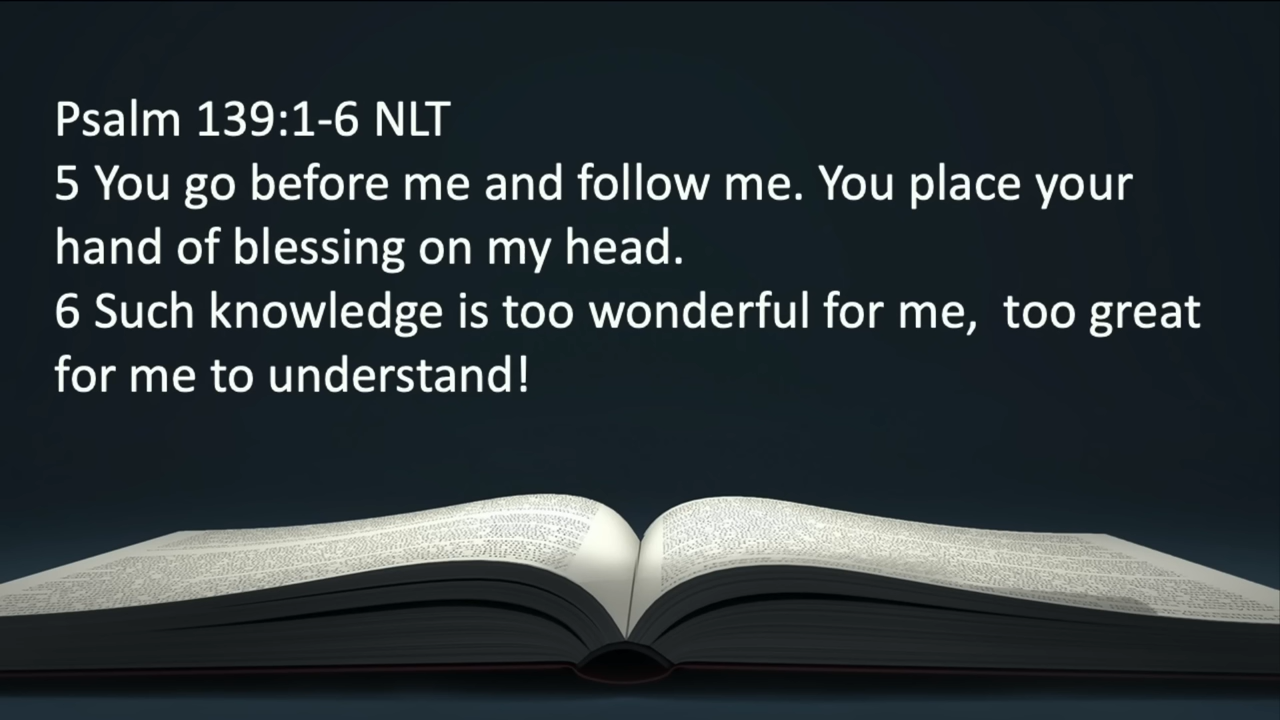 Psalm 139:1-6 NLT
5 You go before me and follow me. You place your
hand of blessing on my head.
6 Such knowledge is too wonderful for me,  too great
for me to understand!